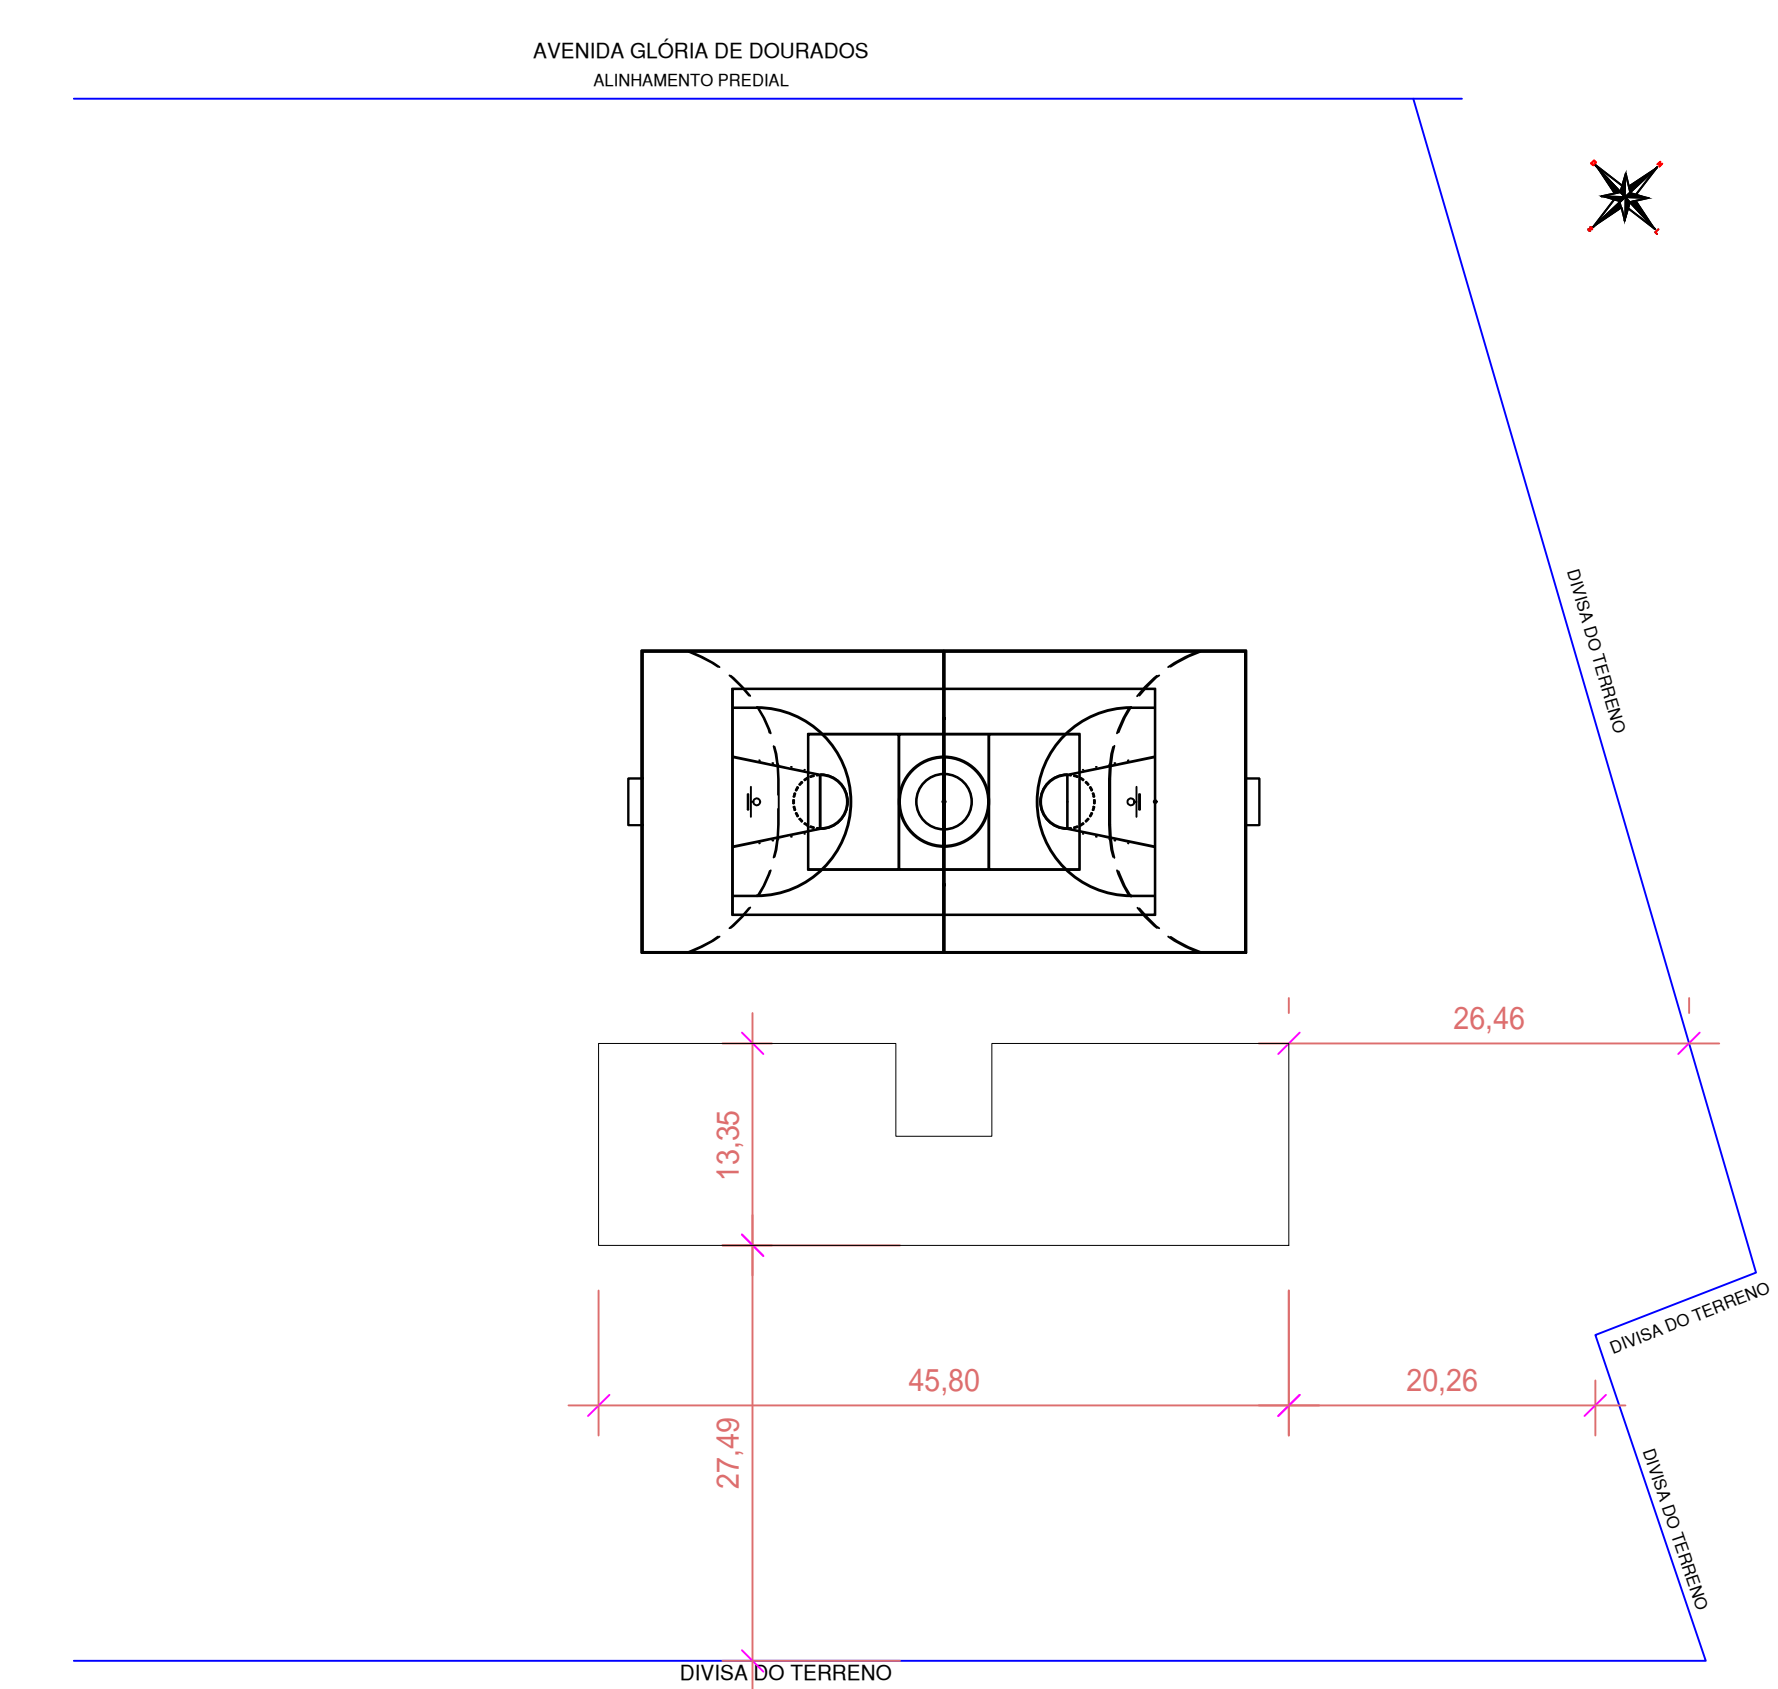 AVENIDA GLÓRIA DE DOURADOS
ALINHAMENTO PREDIAL
DIVISA DO TERRENO
26,46
13,35
DIVISA DO TERRENO
45,80
20,26
27,49
DIVISA DO TERRENO
DIVISA DO TERRENO